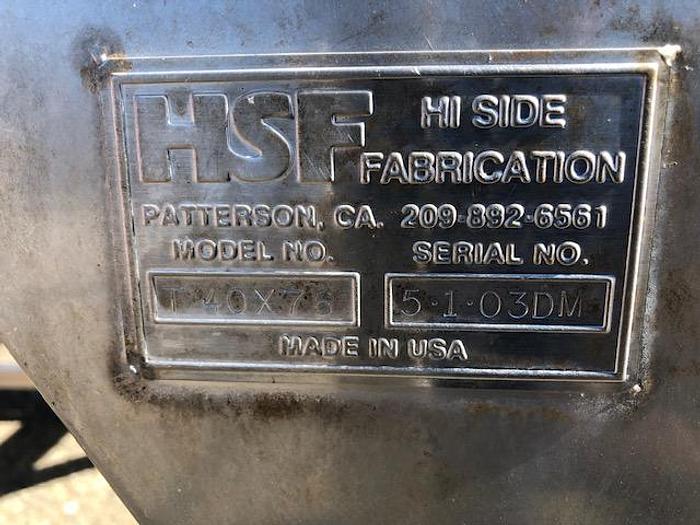 HSF HI SIDE
FABRICATION
PATTERSON, CA. 209-892-6561
MODEL NO. SERIAL NO.
5·1·03DM
MADE IN USA